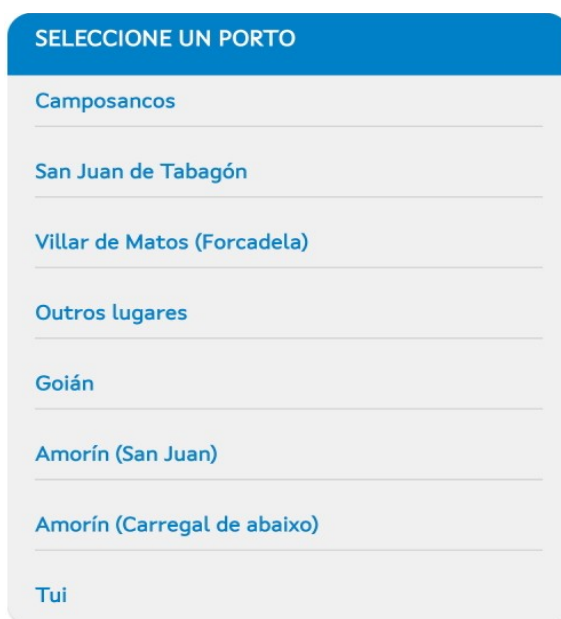 SELECCIONE UN PORTO
Camposancos
San Juan de Tabagón
Villar de Matos (Forcadela)
Outros lugares
Goián
Amorín (San Juan)
Amorín (Carregal de abaixo)
Tui